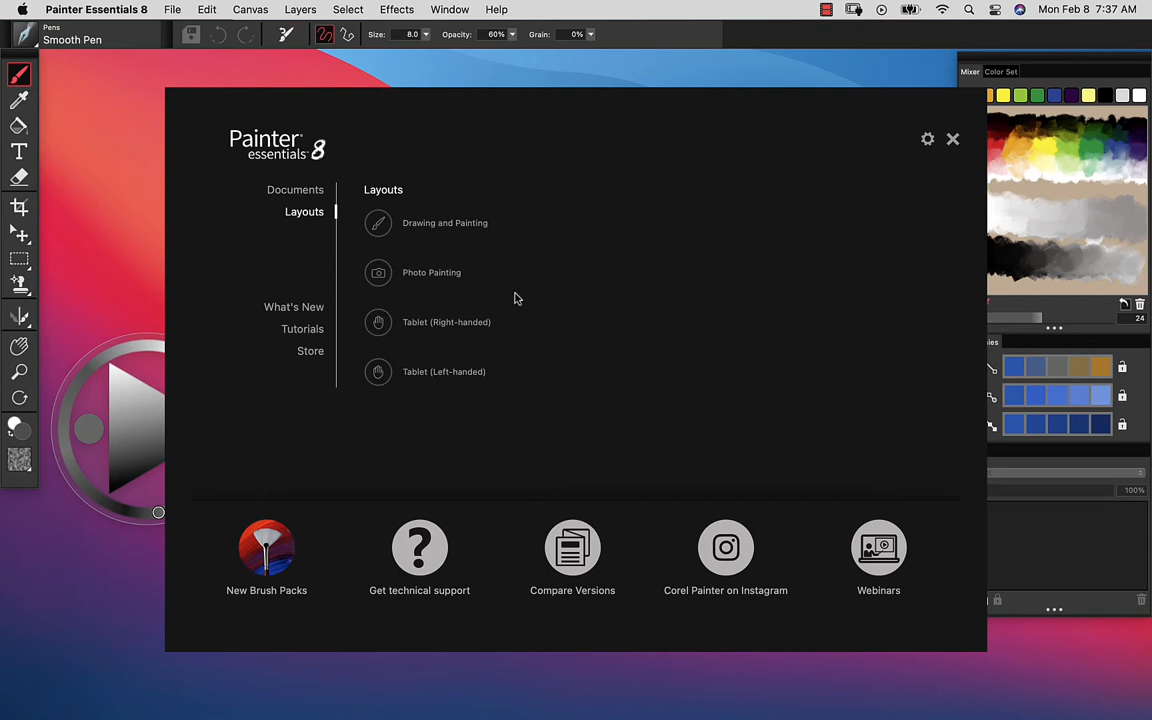 Painter Essentials 8 File Edit Canvas Layers Select Effects Window Help Mon Feb 8 7:37 AM
Pens
Smooth Pen
Size: 8.0 Opacity: 60% Grain: 0%
Mixer Color Set
Painter
essentials 8
Documents
Layouts
What's New
Tutorials
Store
Layouts
Drawing and Painting
Photo Painting
Tablet (Right-handed)
Tablet (Left-handed)
24
100%
New Brush Packs
Get technical support
Compare Versions
Corel Painter on Instagram
Webinars